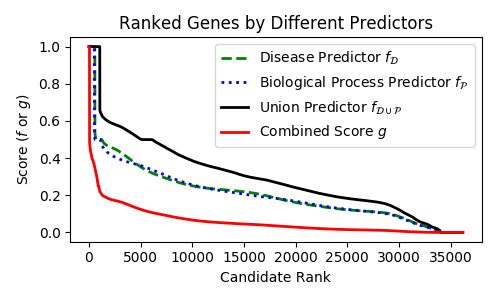 Ranked Genes by Different Predictors
Score (f or g)
1.0
0.8
0.6
0.4
0.2
0.0
Disease Predictor f_𝒟
Biological Process Predictor f_𝒫
Union Predictor f_𝒟∪𝒫
Combined Score g
0 5000 10000 15000 20000 25000 30000 35000
Candidate Rank